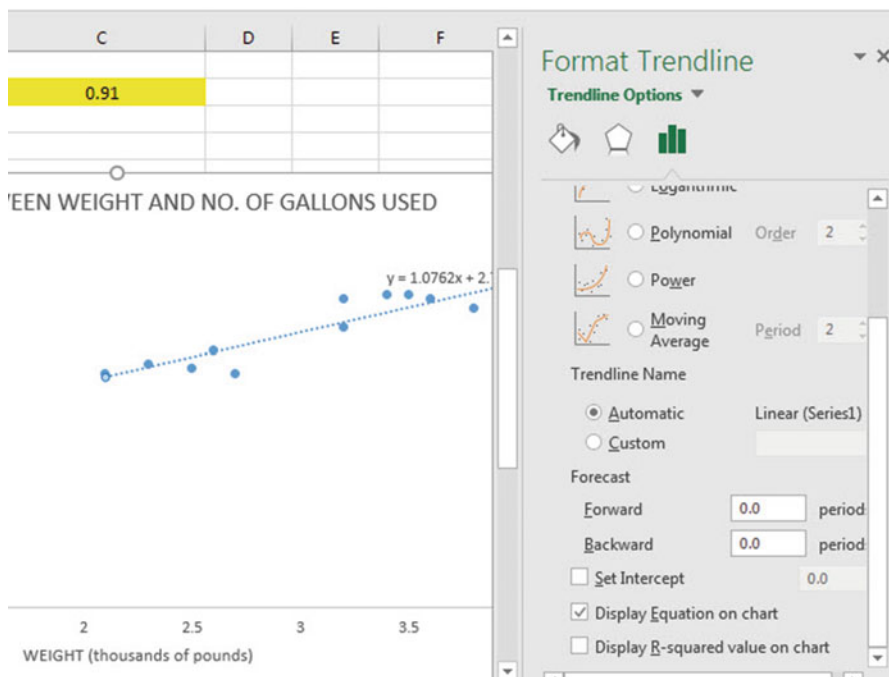 C D E F
0.91
EEN WEIGHT AND NO. OF GALLONS USED
y = 1.0762x + 2.
2 2.5 3 3.5
WEIGHT (thousands of pounds)
Format Trendline
Trendline Options
Logarithmic
Polynomial Order 2
Power
Moving
Average Period 2
Trendline Name
Automatic Linear (Series1)
Custom
Forecast
Forward 0.0 period
Backward 0.0 period
Set Intercept 0.0
Display Equation on chart
Display R-squared value on chart